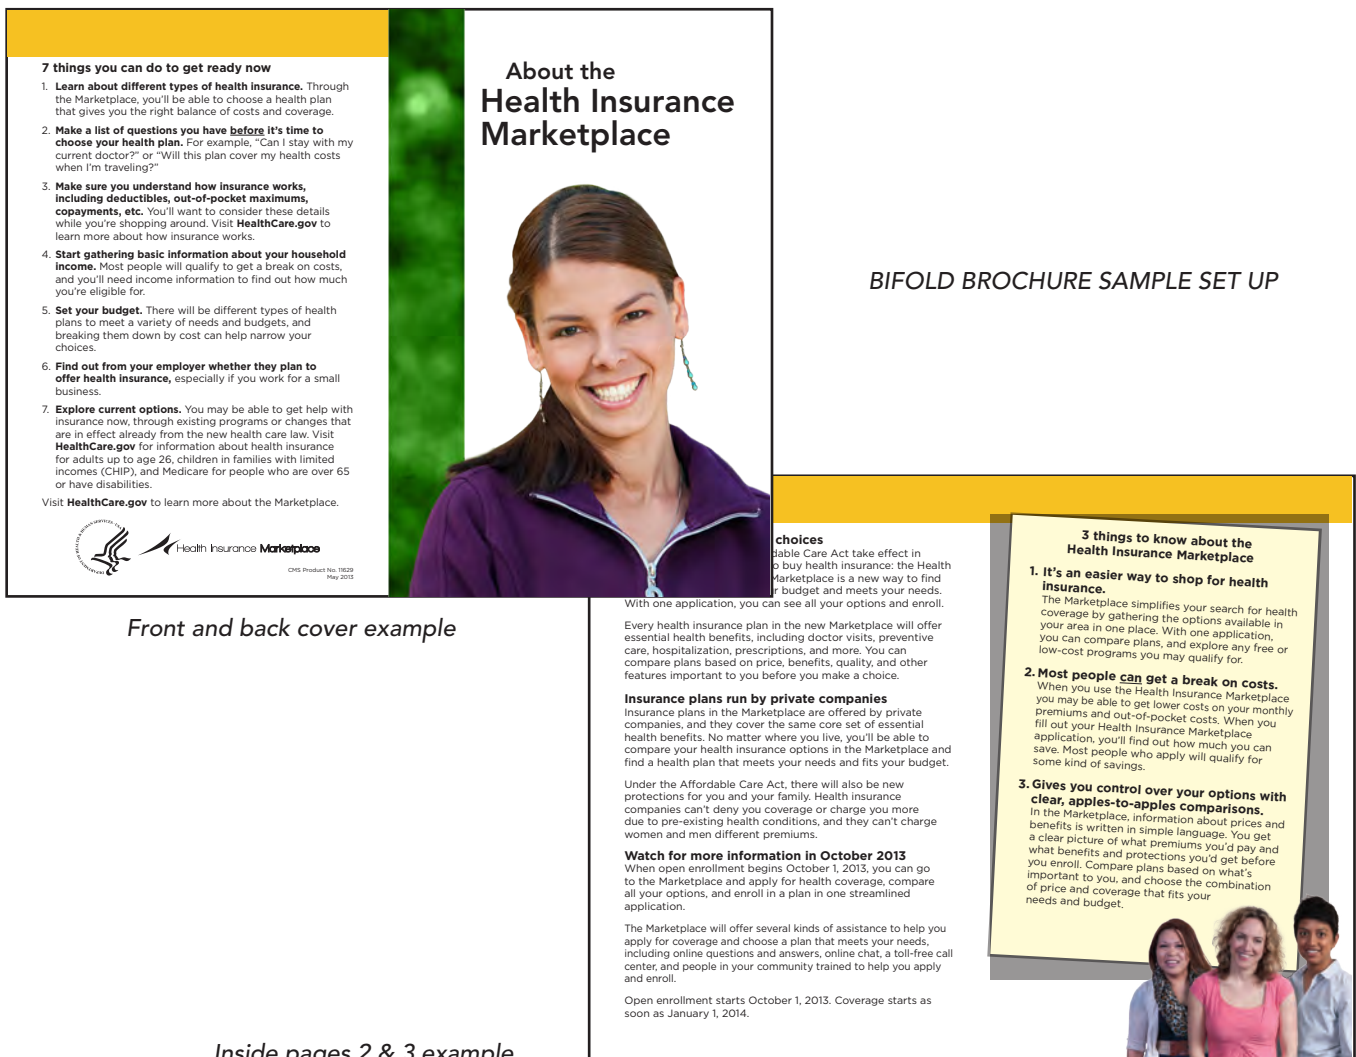 7 things you can do to get ready now
1. Learn about different types of health insurance. Through
the Marketplace, you'll be able to choose a health plan
that gives you the right balance of costs and coverage.
2. Make a list of questions you have before it's time to
choose your health plan. For example, “Can I stay with my
current doctor?” or “Will this plan cover my health costs
when I'm traveling?”
3. Make sure you understand how insurance works,
including deductibles, out-of-pocket maximums,
copayments, etc. You'll want to consider these details
while you're shopping around. Visit HealthCare.gov to
learn more about how insurance works.
4. Start gathering basic information about your household
income. Most people will qualify to get a break on costs,
and you'll need income information to find out how much
you're eligible for.
5. Set your budget. There will be different types of health
plans to meet a variety of needs and budgets, and
breaking them down by cost can help narrow your
choices.
6. Find out from your employer whether they plan to
offer health insurance, especially if you work for a small
business.
7. Explore current options. You may be able to get help with
insurance now, through existing programs or changes that
are in effect already from the new health care law. Visit
HealthCare.gov for information about health insurance
for adults up to age 26, children in families with limited
incomes (CHIP), and Medicare for people who are over 65
or have disabilities.
Visit HealthCare.gov to learn more about the Marketplace.
Health Insurance Marketplace
CMS Product No. 11629
May 2013
About the
Health Insurance
Marketplace
BIFOLD BROCHURE SAMPLE SET UP
Front and back cover example
choices
dable Care Act take effect in
o buy health insurance: the Health
Marketplace is a new way to find
r budget and meets your needs.
With one application, you can see all your options and enroll.
Every health insurance plan in the new Marketplace will offer
essential health benefits, including doctor visits, preventive
care, hospitalization, prescriptions, and more. You can
compare plans based on price, benefits, quality, and other
features important to you before you make a choice.
Insurance plans run by private companies
Insurance plans in the Marketplace are offered by private
companies, and they cover the same core set of essential
health benefits. No matter where you live, you'll be able to
compare your health insurance options in the Marketplace and
find a health plan that meets your needs and fits your budget.
Under the Affordable Care Act, there will also be new
protections for you and your family. Health insurance
companies can't deny you coverage or charge you more
due to pre-existing health conditions, and they can't charge
women and men different premiums.
Watch for more information in October 2013
When open enrollment begins October 1, 2013, you can go
to the Marketplace and apply for health coverage, compare
all your options, and enroll in a plan in one streamlined
application.
The Marketplace will offer several kinds of assistance to help you
apply for coverage and choose a plan that meets your needs,
including online questions and answers, online chat, a toll-free call
center, and people in your community trained to help you apply
and enroll.
Open enrollment starts October 1, 2013. Coverage starts as
soon as January 1, 2014.
3 things to know about the
Health Insurance Marketplace
1. It's an easier way to shop for health
insurance.
The Marketplace simplifies your search for health
coverage by gathering the options available in
your area in one place. With one application,
you can compare plans, and explore any free or
low-cost programs you may qualify for.
2. Most people can get a break on costs.
When you use the Health Insurance Marketplace
you may be able to get lower costs on your monthly
premiums and out-of-pocket costs. When you
fill out your Health Insurance Marketplace
application, you'll find out how much you can
save. Most people who apply will qualify for
some kind of savings.
3. Gives you control over your options with
clear, apples-to-apples comparisons.
In the Marketplace, information about prices and
benefits is written in simple language. You get
a clear picture of what premiums you'd pay and
what benefits and protections you'd get before
you enroll. Compare plans based on what's
important to you, and choose the combination
of price and coverage that fits your
needs and budget.
Inside pages 2 & 3 example